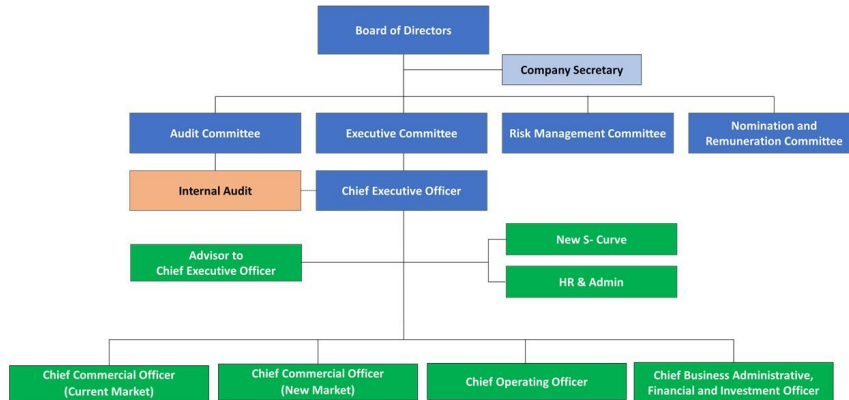 Board of Directors
Company Secretary
Audit Committee
Executive Committee
Risk Management Committee
Nomination and
Remuneration Committee
Internal Audit
Chief Executive Officer
Advisor to
Chief Executive Officer
New S- Curve
HR & Admin
Chief Commercial Officer
(Current Market)
Chief Commercial Officer
(New Market)
Chief Operating Officer
Chief Business Administrative,
Financial and Investment Officer